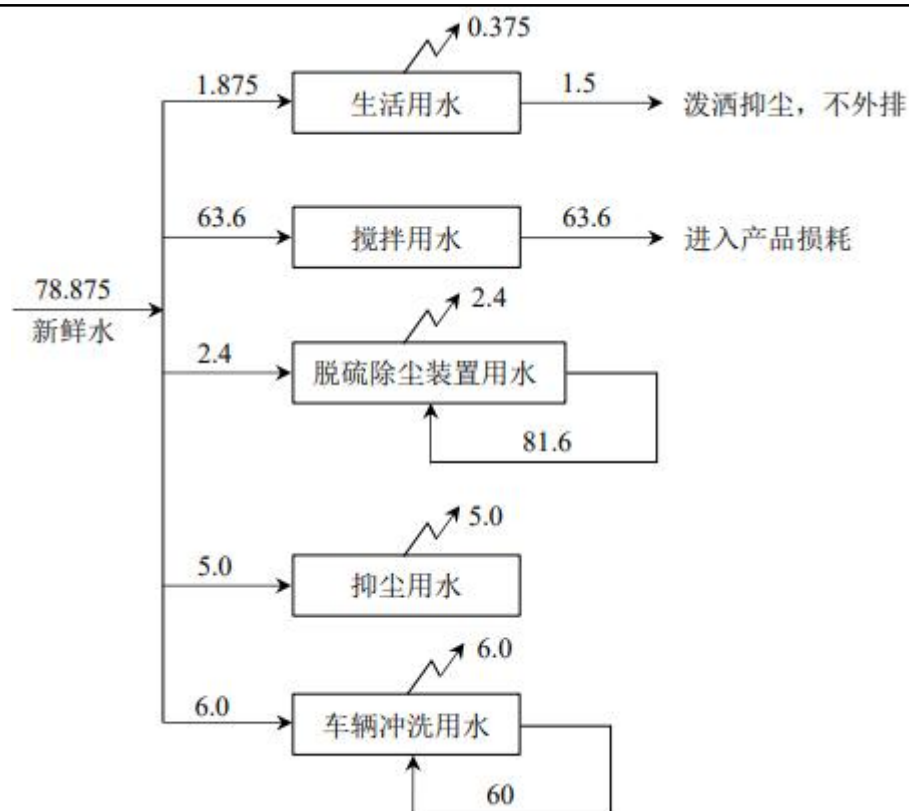 0.375
1.875
生活用水
1.5
泼洒抑尘，不外排
63.6
搅拌用水
63.6
进入产品损耗
78.875
新鲜水
2.4
2.4
脱硫除尘装置用水
81.6
5.0
5.0
抑尘用水
6.0
6.0
车辆冲洗用水
60